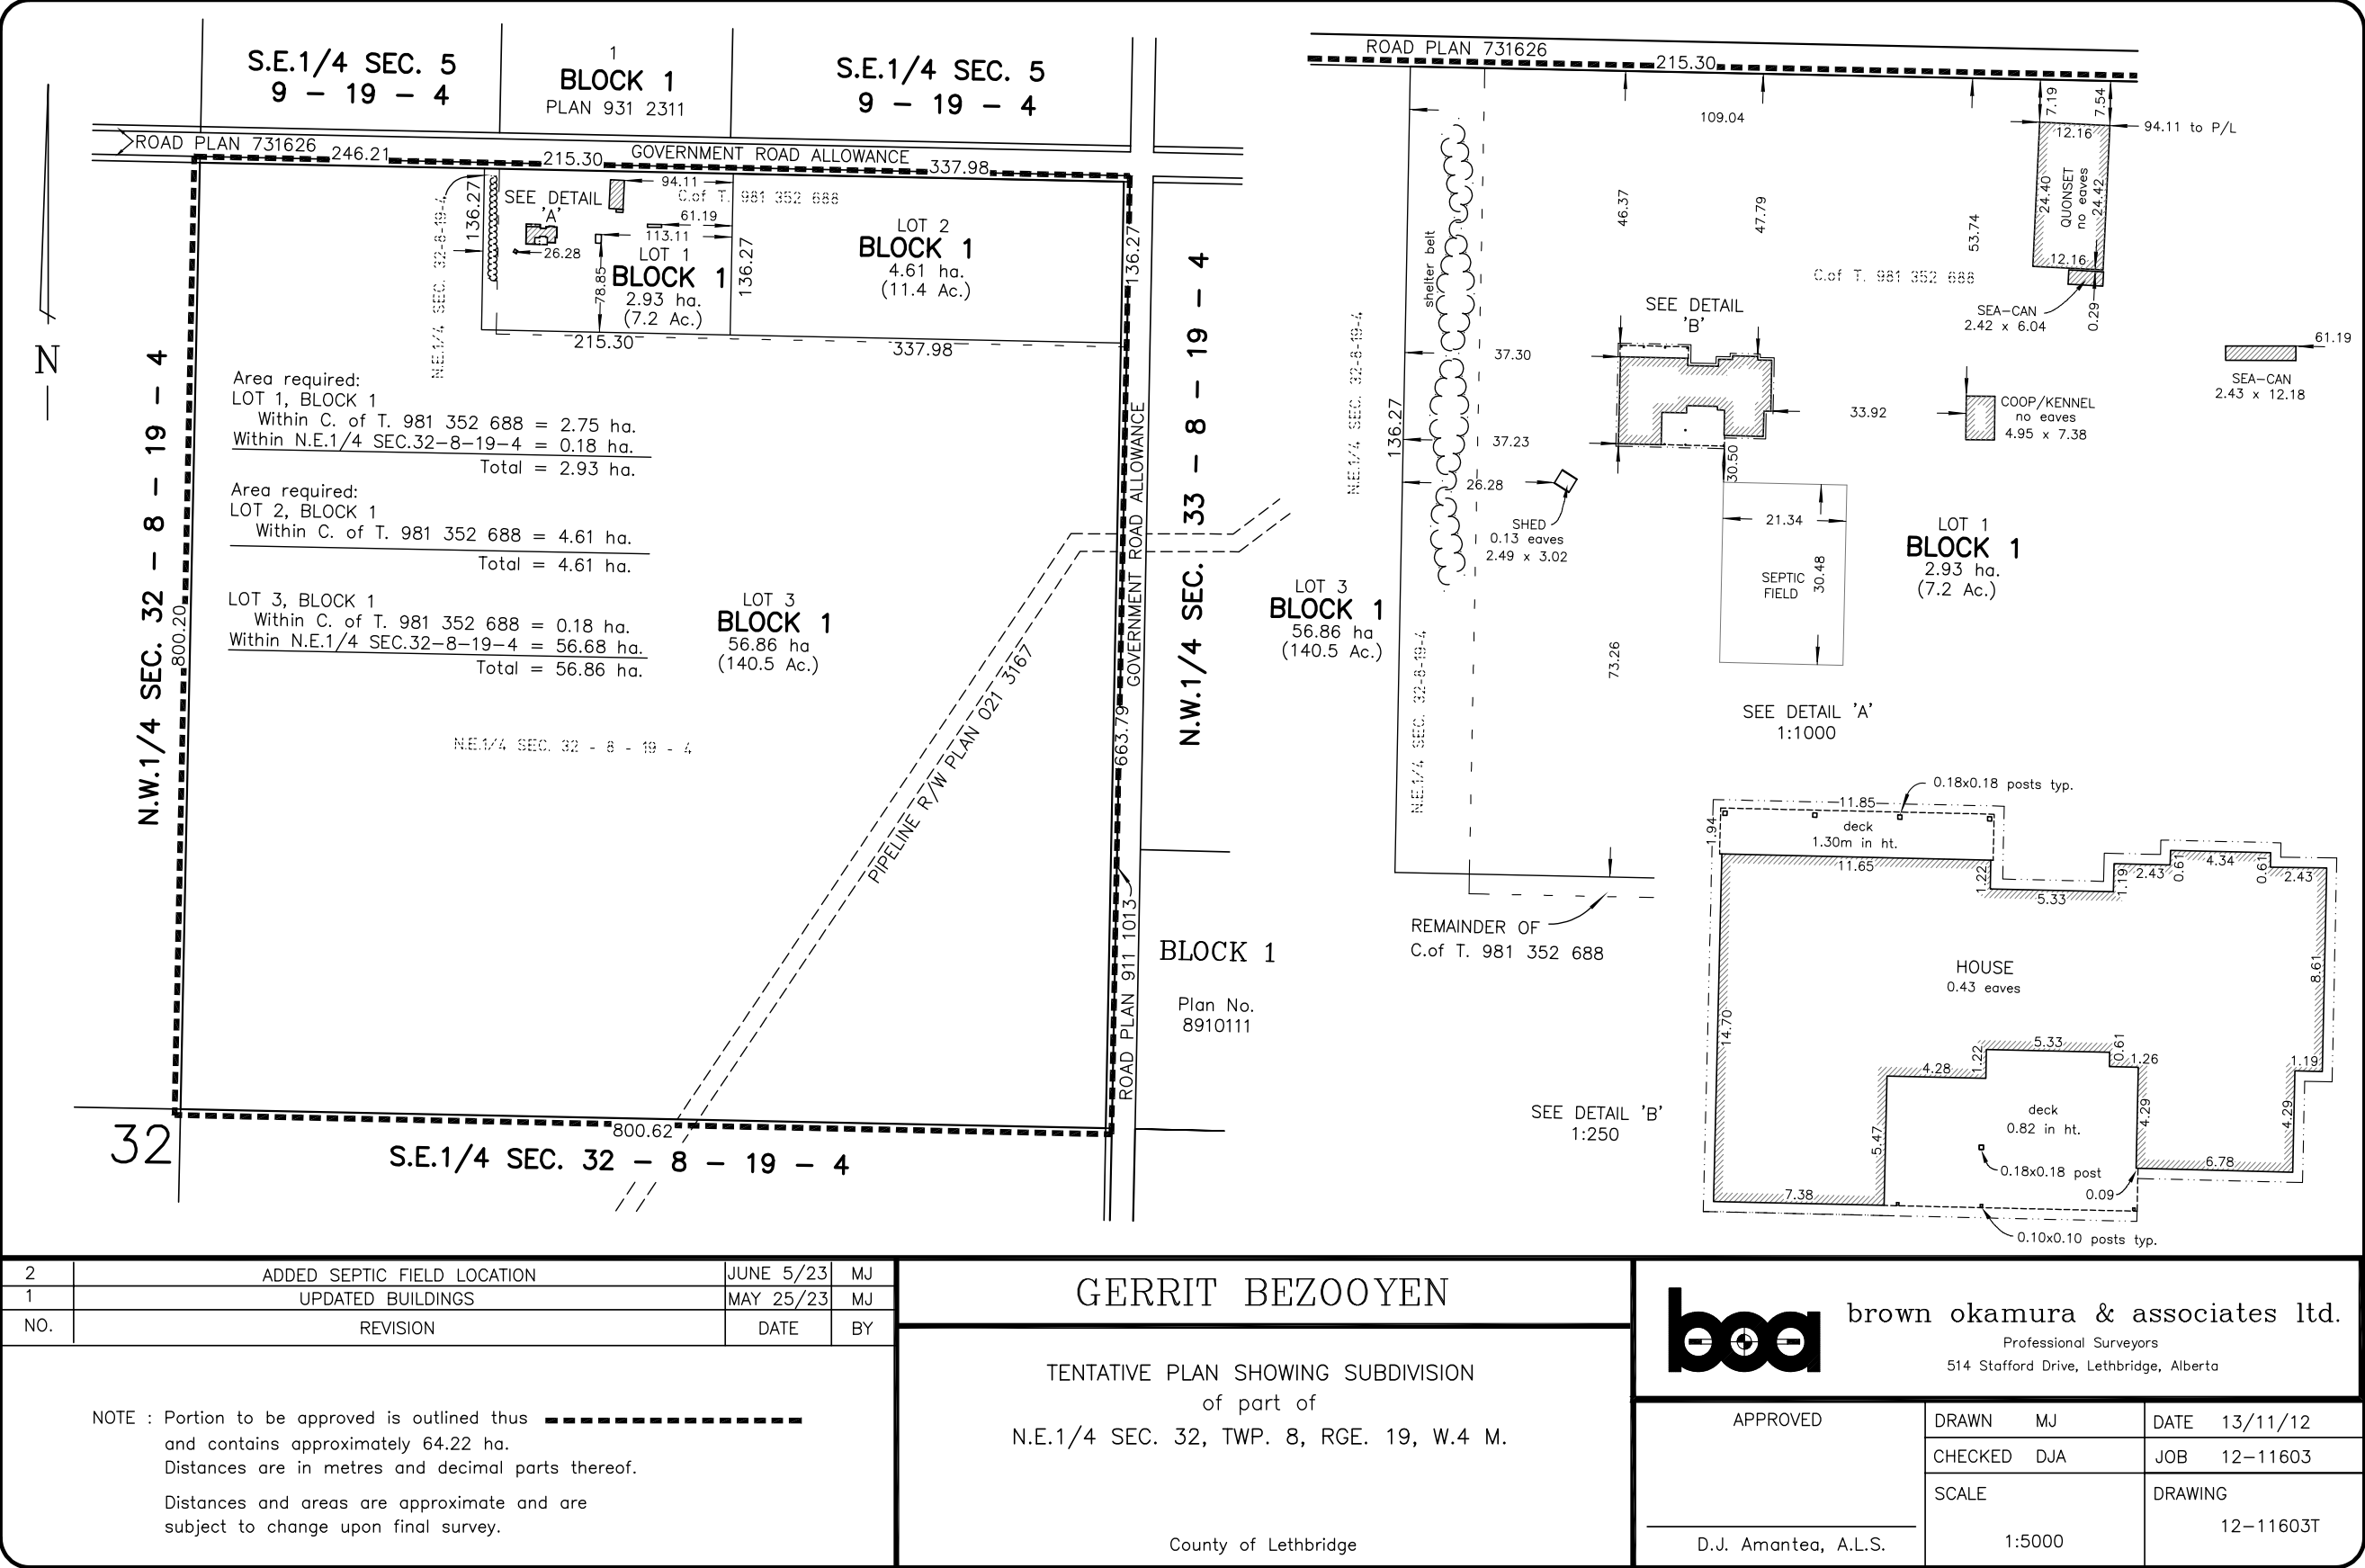 S.E.1/4 SEC. 5
9 – 19 – 4
1
BLOCK 1
PLAN 931 2311
S.E.1/4 SEC. 5
9 – 19 – 4
ROAD PLAN 731626
246.21
215.30
GOVERNMENT ROAD ALLOWANCE
337.98
N
136.27
N.E.1/4 SEC. 32-8-19-4
SEE DETAIL
'A'
94.11
C.of T. 981 352 688
61.19
113.11
26.28
78.85
LOT 1
BLOCK 1
2.93 ha.
(7.2 Ac.)
136.27
LOT 2
BLOCK 1
4.61 ha.
(11.4 Ac.)
136.27
215.30
337.98
N.W.1/4 SEC. 32 – 8 – 19 – 4
800.20
Area required:
LOT 1, BLOCK 1
Within C. of T. 981 352 688 = 2.75 ha.
Within N.E.1/4 SEC.32–8–19–4 = 0.18 ha.
Total = 2.93 ha.
Area required:
LOT 2, BLOCK 1
Within C. of T. 981 352 688 = 4.61 ha.
Total = 4.61 ha.
LOT 3, BLOCK 1
Within C. of T. 981 352 688 = 0.18 ha.
Within N.E.1/4 SEC.32–8–19–4 = 56.68 ha.
Total = 56.86 ha.
LOT 3
BLOCK 1
56.86 ha
(140.5 Ac.)
N.E.1/4 SEC. 32 - 8 - 19 - 4
PIPELINE R/W PLAN 021 3167
GOVERNMENT ROAD ALLOWANCE
663.79
ROAD PLAN 911 1013
N.W.1/4 SEC. 33 – 8 – 19 – 4
BLOCK 1
Plan No.
8910111
32
800.62
S.E.1/4 SEC. 32 – 8 – 19 – 4
ROAD PLAN 731626
215.30
109.04
46.37
47.79
53.74
7.19
7.54
12.16
94.11 to P/L
24.40
QUONSET
no eaves
24.42
12.16
C.of T. 981 352 688
SEA–CAN
2.42 x 6.04
0.29
61.19
SEA–CAN
2.43 x 12.18
shelter belt
SEE DETAIL
'B'
N.E.1/4 SEC. 32-8-19-4
136.27
37.30
33.92
COOP/KENNEL
no eaves
4.95 x 7.38
37.23
30.50
26.28
SHED
0.13 eaves
2.49 x 3.02
21.34
30.48
SEPTIC
FIELD
LOT 1
BLOCK 1
2.93 ha.
(7.2 Ac.)
LOT 3
BLOCK 1
56.86 ha
(140.5 Ac.)
N.E.1/4 SEC. 32-8-19-4
73.26
SEE DETAIL 'A'
1:1000
REMAINDER OF
C.of T. 981 352 688
0.18x0.18 posts typ.
11.85
1.94
deck
1.30m in ht.
11.65
1.22
5.33
1.19
2.43
0.61
4.34
0.61
2.43
HOUSE
0.43 eaves
8.61
14.70
5.33
1.22
0.61
1.26
4.28
1.19
deck
0.82 in ht.
4.29
4.29
5.47
0.18x0.18 post
6.78
7.38
0.09
0.10x0.10 posts typ.
SEE DETAIL 'B'
1:250
2 ADDED SEPTIC FIELD LOCATION JUNE 5/23 MJ
1 UPDATED BUILDINGS MAY 25/23 MJ
NO. REVISION DATE BY
NOTE : Portion to be approved is outlined thus
and contains approximately 64.22 ha.
Distances are in metres and decimal parts thereof.
Distances and areas are approximate and are
subject to change upon final survey.
GERRIT BEZOOYEN
TENTATIVE PLAN SHOWING SUBDIVISION
of part of
N.E.1/4 SEC. 32, TWP. 8, RGE. 19, W.4 M.
County of Lethbridge
boa
brown okamura & associates ltd.
Professional Surveyors
514 Stafford Drive, Lethbridge, Alberta
APPROVED
D.J. Amantea, A.L.S.
DRAWN MJ
DATE 13/11/12
CHECKED DJA
JOB 12–11603
SCALE
1:5000
DRAWING
12–11603T